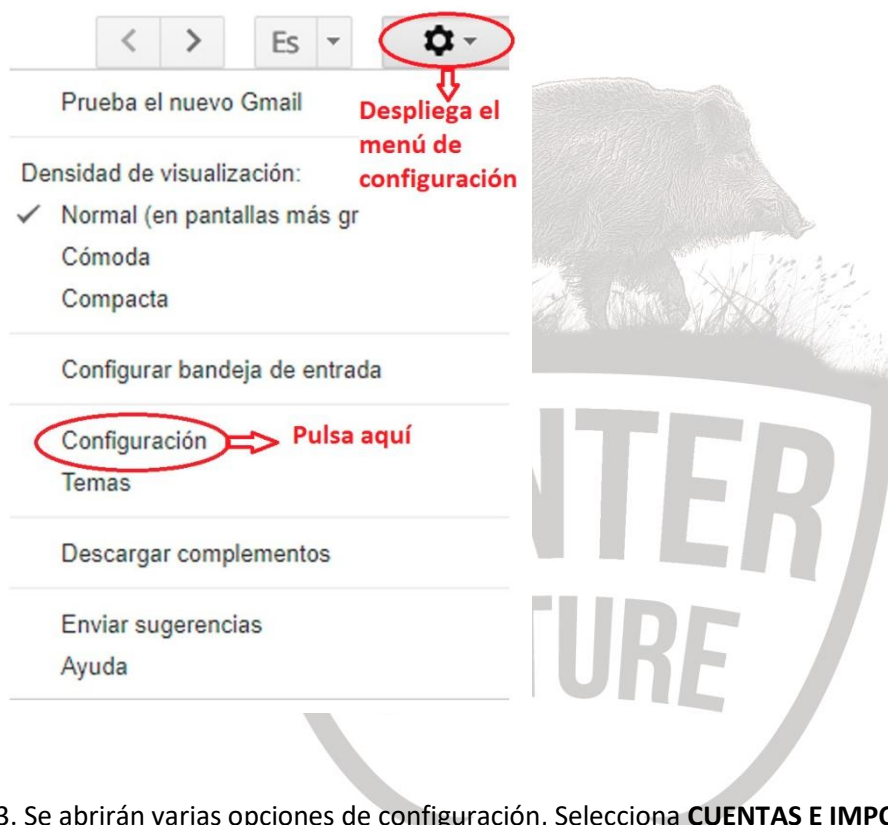 Es
Prueba el nuevo Gmail
Despliega el
menú de
configuración
Densidad de visualización:
Normal (en pantallas más gr
Cómoda
Compacta
Configurar bandeja de entrada
Configuración
Pulsa aquí
Temas
Descargar complementos
Enviar sugerencias
Ayuda
NTER
TURE
3. Se abrirán varias opciones de configuración. Selecciona CUENTAS E IMPO